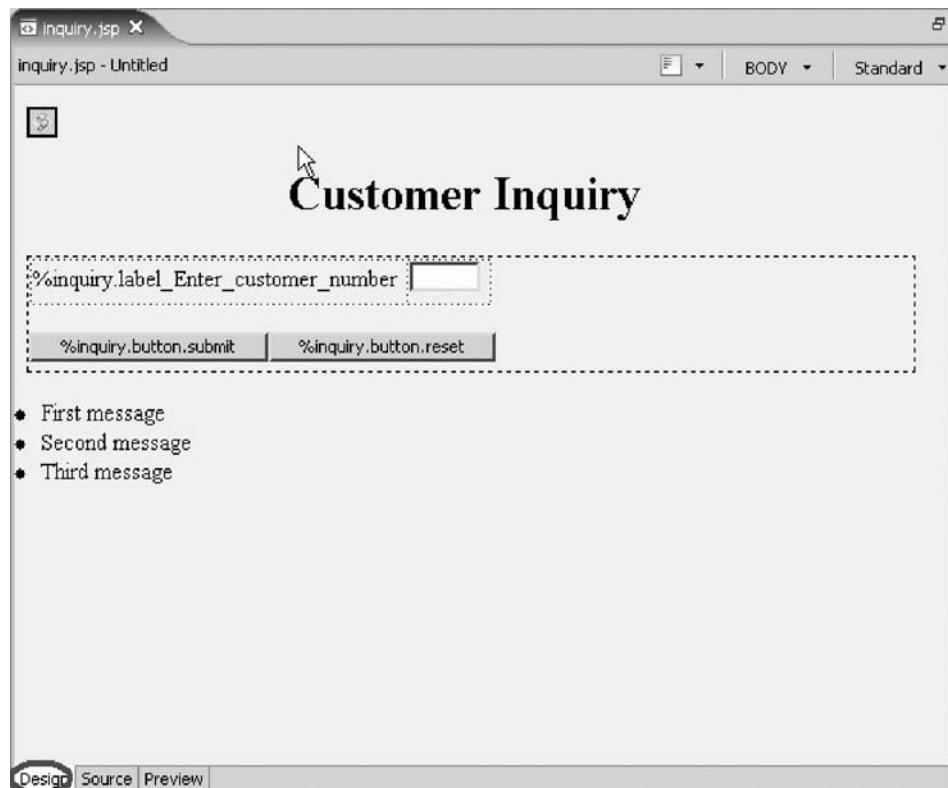 inquiry.jsp
inquiry.jsp - Untitled
BODY
Standard
Customer Inquiry
%inquiry.label_Enter_customer_number
%inquiry.button.submit
%inquiry.button.reset
First message
Second message
Third message
Design
Source
Preview